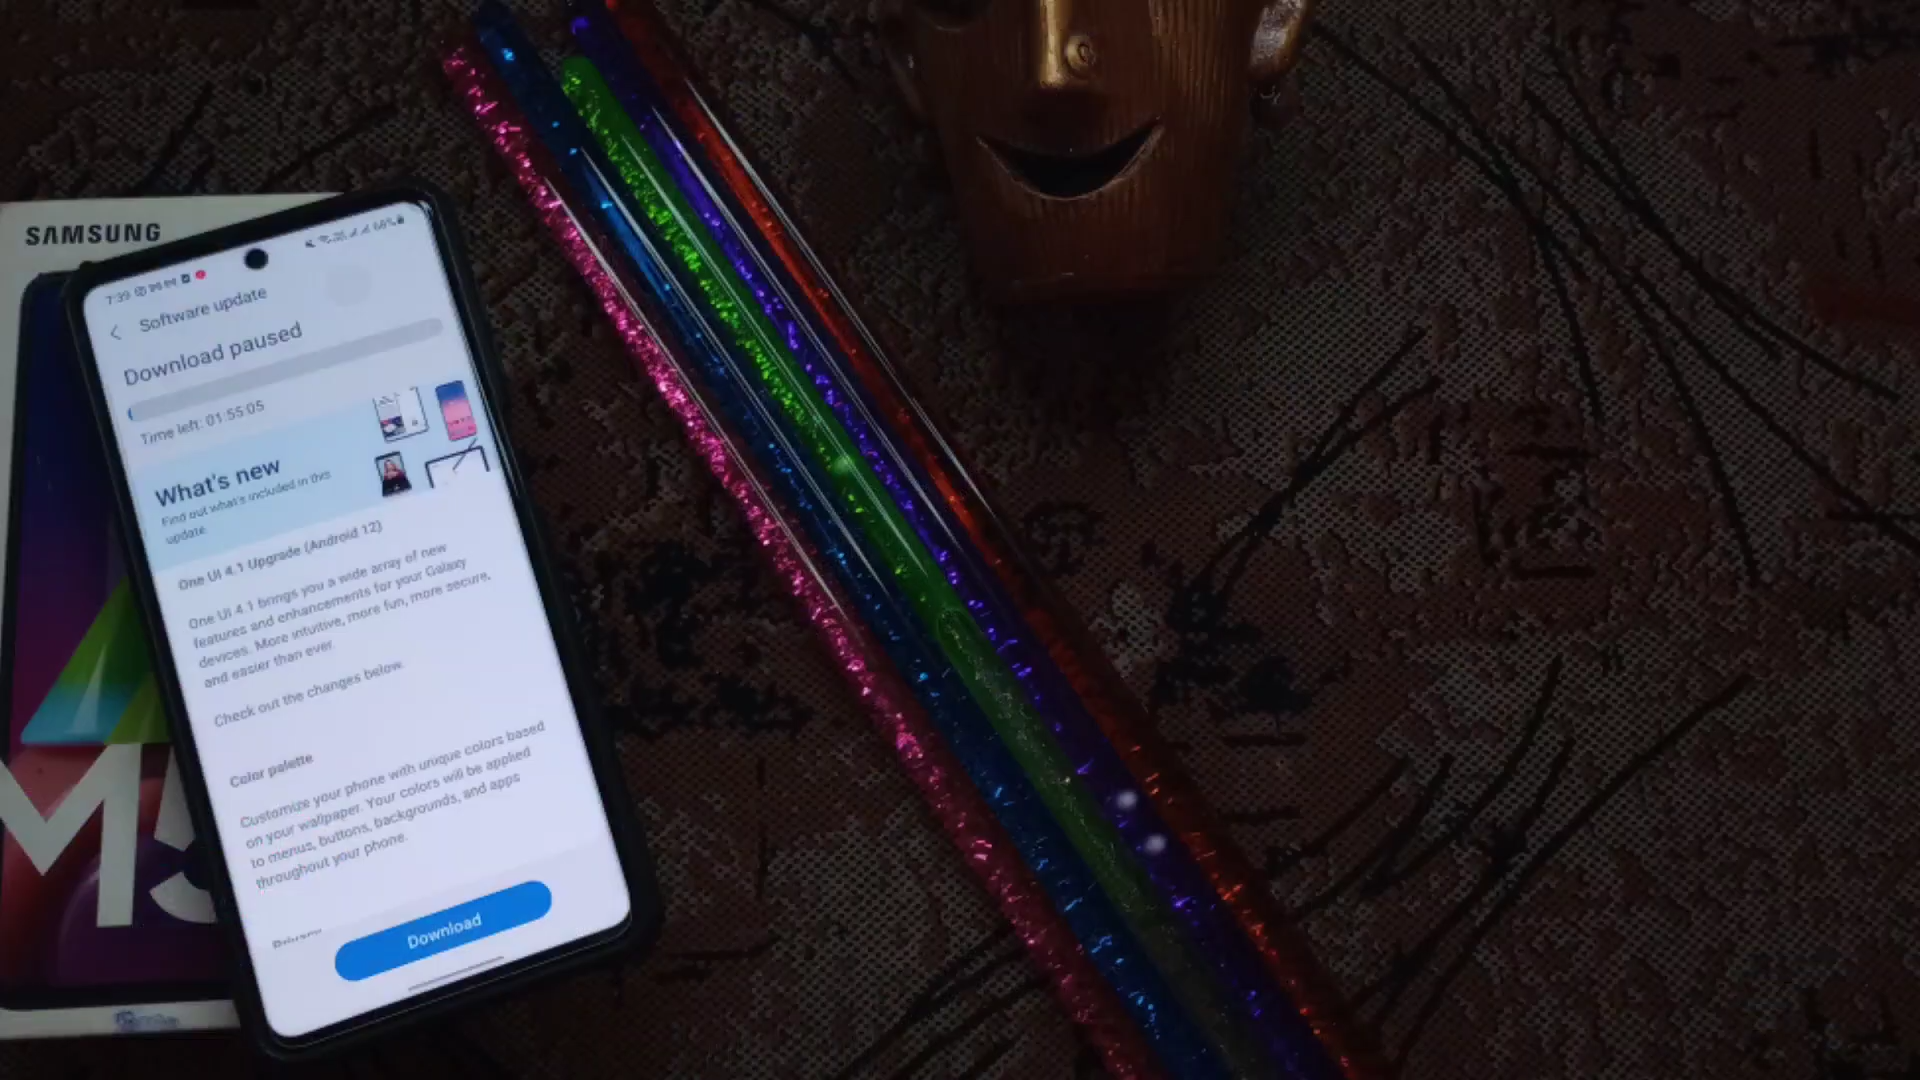 SAMSUNG
7:39
68%
Software update
Download paused
Time left: 01:55:05
What's new
Find out what's included in this
update.
One UI 4.1 Upgrade (Android 12)
One UI 4.1 brings you a wide array of new
features and enhancements for your Galaxy
devices. More intuitive, more fun, more secure,
and easier than ever.
Check out the changes below.
Color palette
Customize your phone with unique colors based
on your wallpaper. Your colors will be applied
to menus, buttons, backgrounds, and apps
throughout your phone.
Privacy
Download